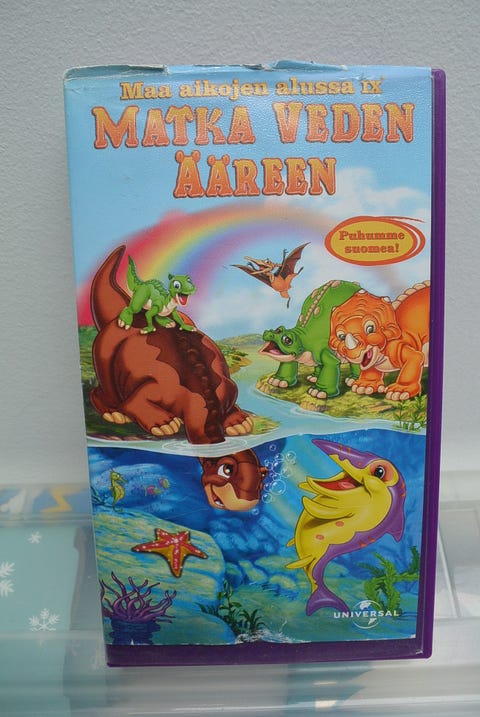 Maa aikojen alussa IX
MATKA VEDEN
ÄÄREEN
Puhumme
suomea!
UNIVERSAL